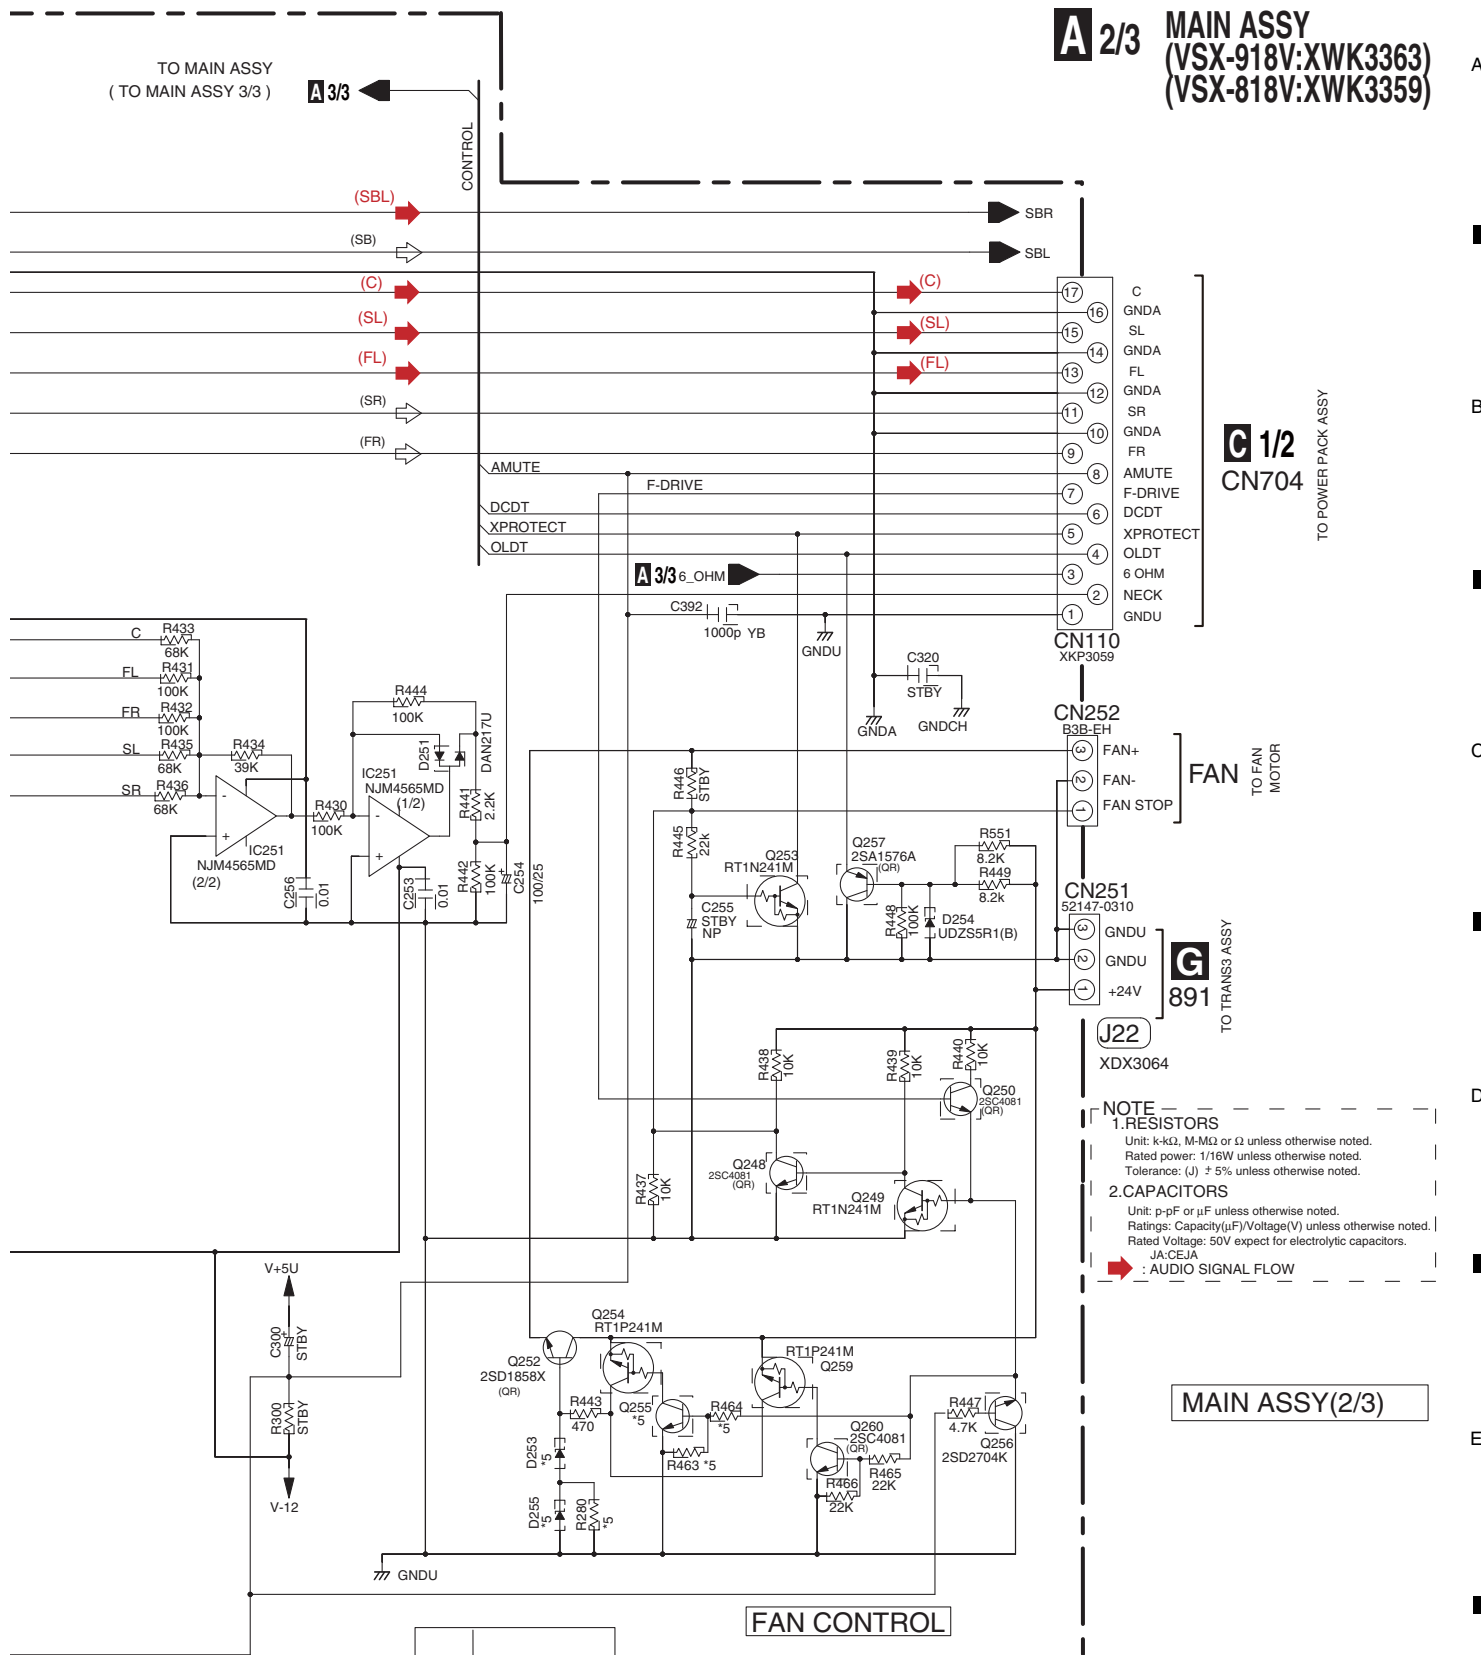 A 2/3 MAIN ASSY
(VSX-918V:XWK3363)
(VSX-818V:XWK3359)
A
TO MAIN ASSY
( TO MAIN ASSY 3/3 )
A 3/3
CONTROL
(SBL)
SBR
(SB)
SBL
(C)
(C)
17 C
16 GNDA
(SL)
(SL)
15 SL
14 GNDA
(FL)
(FL)
13 FL
12 GNDA
(SR)
11 SR
10 GNDA
(FR)
9 FR
AMUTE
8 AMUTE
F-DRIVE
7 F-DRIVE
DCDT
6 DCDT
XPROTECT
5 XPROTECT
OLDT
4 OLDT
A 3/3 6_OHM
3 6 OHM
2 NECK
1 GNDU
B
C 1/2
CN704
TO POWER PACK ASSY
CN110
XKP3059
C392
1000p YB
GNDU
C320
STBY
GNDA
GNDCH
C R433
68K
FL R431
100K
FR R432
100K
SL R435
68K
SR R436
68K
R434
39K
IC251
NJM4565MD
(2/2)
R430
100K
R444
100K
IC251
NJM4565MD
(1/2)
D251
DAN217U
R441
2.2K
R442
100K
C254
100/25
C256
0.01
C253
0.01
C
CN252
B3B-EH
3 FAN+
2 FAN-
1 FAN STOP
FAN
TO FAN
MOTOR
R446
STBY
R445
22k
C255
STBY
NP
Q253
RT1N241M
Q257
2SA1576A
(QR)
R551
8.2K
R449
8.2k
R448
100K
D254
UDZS5R1(B)
CN251
52147-0310
3 GNDU
2 GNDU
1 +24V
G
891
TO TRANS3 ASSY
J22
XDX3064
R438
10K
R439
10K
R440
10K
Q250
2SC4081
(QR)
Q248
2SC4081
(QR)
R437
10K
Q249
RT1N241M
D
NOTE
1.RESISTORS
Unit: k-kΩ, M-MΩ or Ω unless otherwise noted.
Rated power: 1/16W unless otherwise noted.
Tolerance: (J) ± 5% unless otherwise noted.
2.CAPACITORS
Unit: p-pF or μF unless otherwise noted.
Ratings: Capacity(μF)/Voltage(V) unless otherwise noted.
Rated Voltage: 50V expect for electrolytic capacitors.
JA:CEJA
: AUDIO SIGNAL FLOW
V+5U
C300
STBY
R300
STBY
V-12
Q254
RT1P241M
Q252
2SD1858X
(QR)
R443
470
Q255
*5
R464
*5
R463 *5
RT1P241M
Q259
Q260
2SC4081
(QR)
R465
22K
R466
22K
R447
4.7K
Q256
2SD2704K
D253
*5
D255
*5
R280
*5
GNDU
MAIN ASSY(2/3)
E
FAN CONTROL